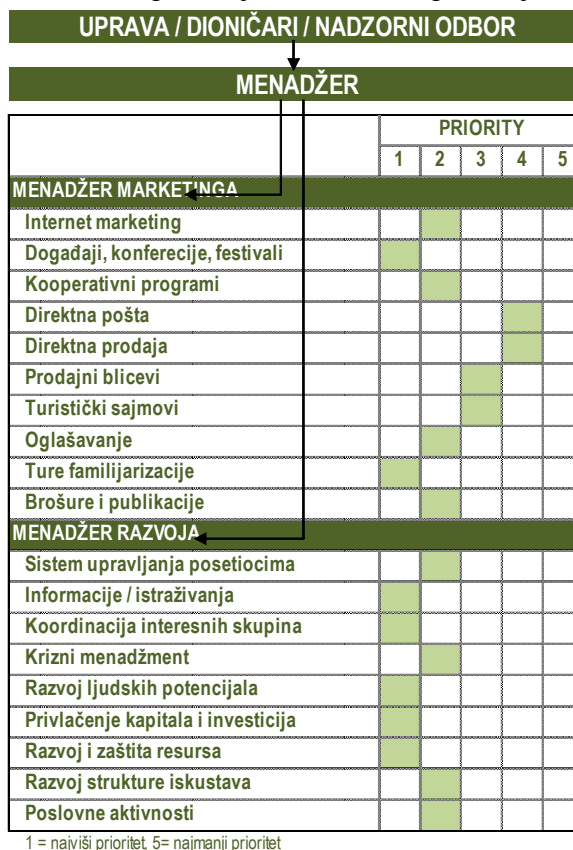 UPRAVA / DIONIČARI / NADZORNI ODBOR
MENADŽER
PRIORITY
1 2 3 4 5
MENADŽER MARKETINGA
Internet marketing
Događaji, konferecije, festivali
Kooperativni programi
Direktna pošta
Direktna prodaja
Prodajni blicevi
Turistički sajmovi
Oglašavanje
Ture familijarizacije
Brošure i publikacije
MENADŽER RAZVOJA
Sistem upravljanja posetiocima
Informacije / istraživanja
Koordinacija interesnih skupina
Krizni menadžment
Razvoj ljudskih potencijala
Privlačenje kapitala i investicija
Razvoj i zaštita resursa
Razvoj strukture iskustava
Poslovne aktivnosti
1 = najviši prioritet, 5= najmanji prioritet